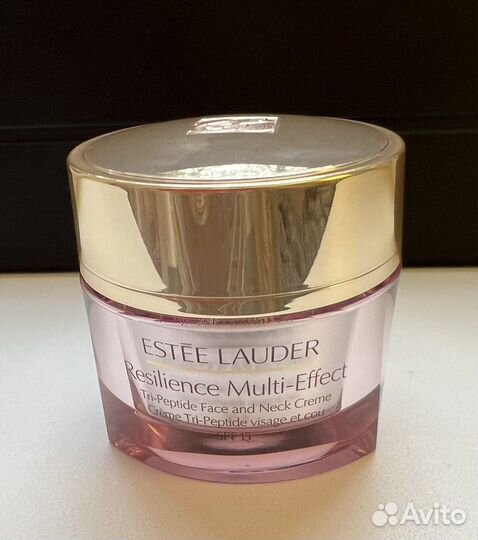 ESTĒE LAUDER
Resilience Multi-Effect
Tri-Peptide Face and Neck Creme
Crème Tri-Peptide visage et cou
SPF 15
Avito